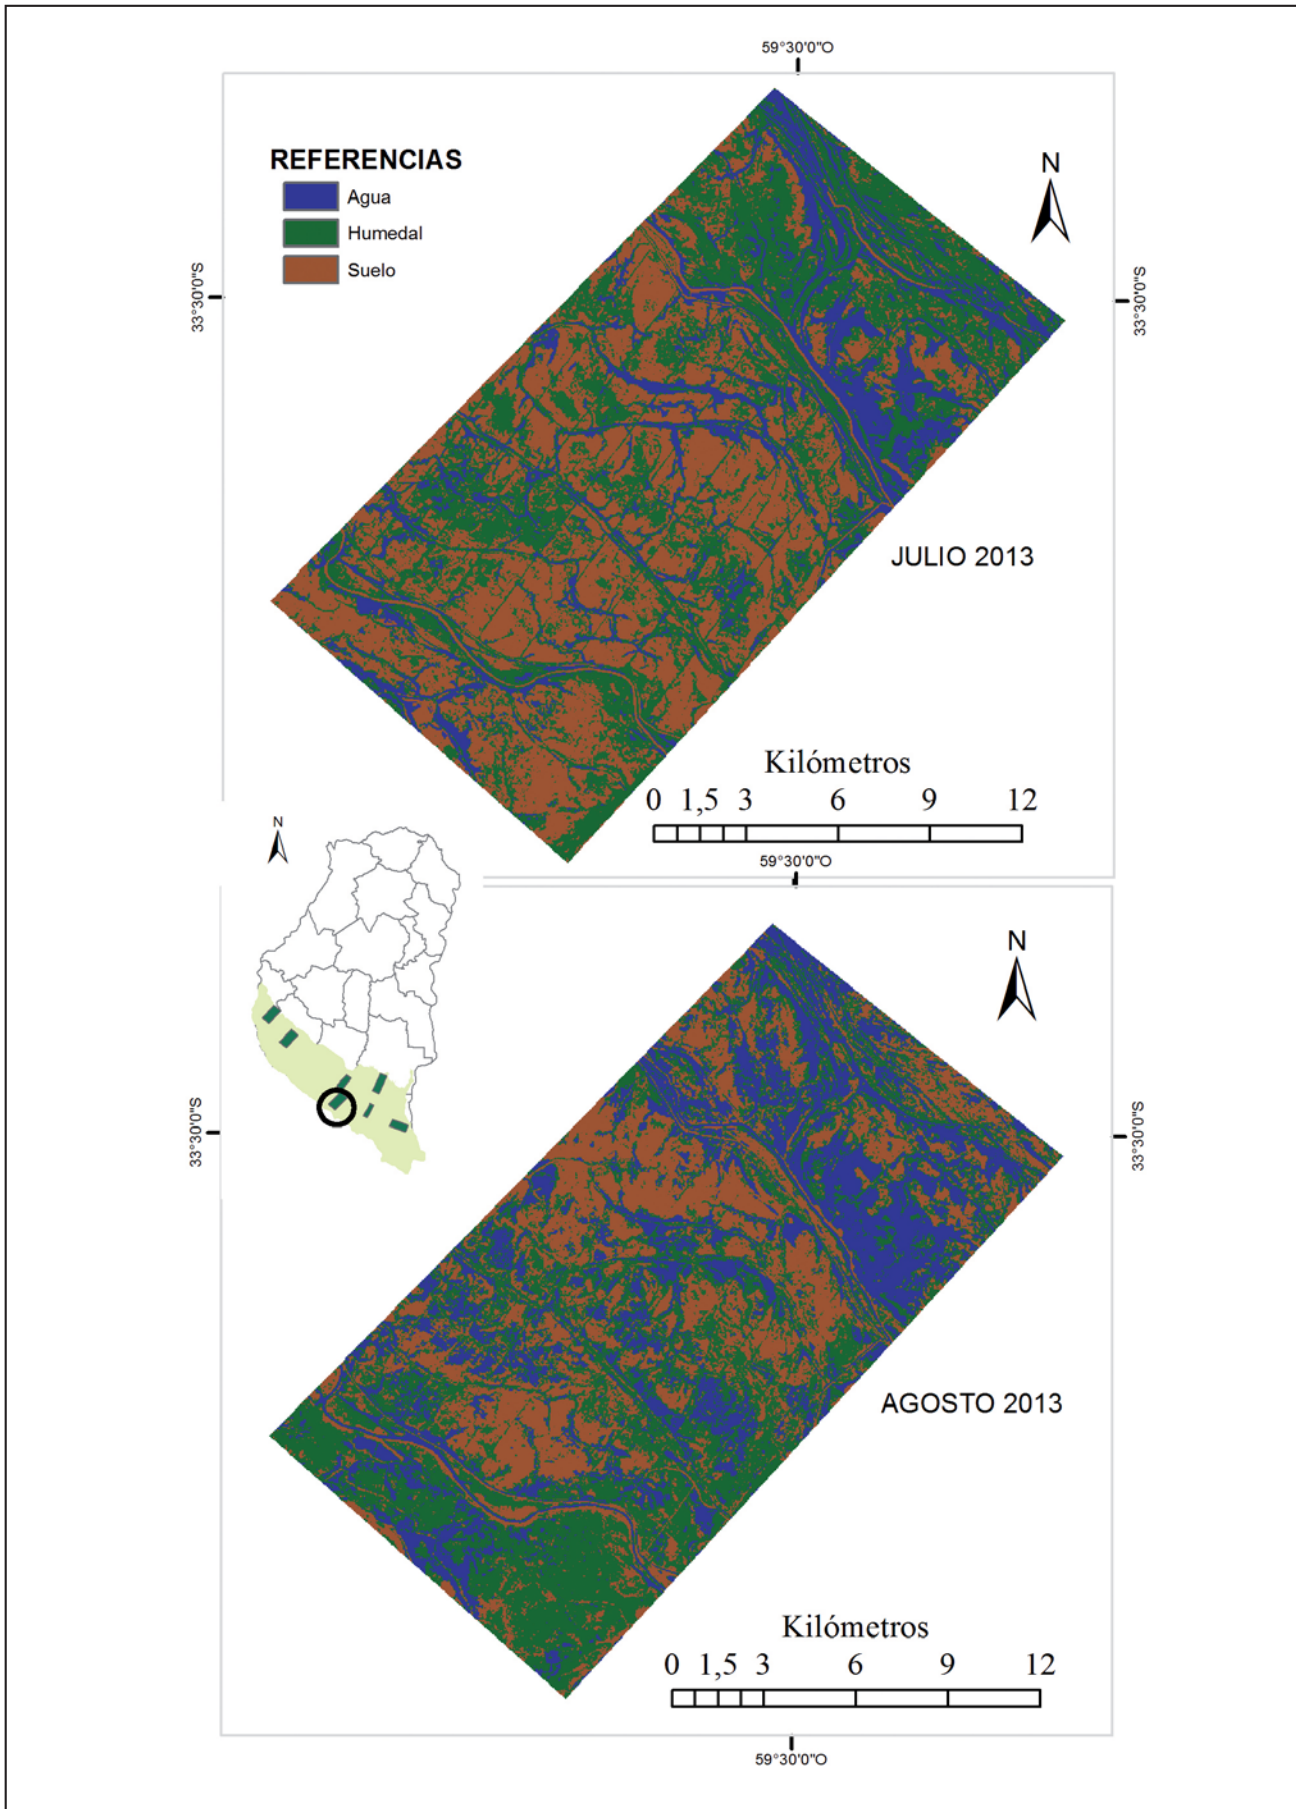 59°30'0"O
REFERENCIAS
Agua
Humedal
Suelo
N
33°30'0"S
33°30'0"S
JULIO 2013
Kilómetros
0 1,5 3 6 9 12
59°30'0"O
N
N
33°30'0"S
33°30'0"S
AGOSTO 2013
Kilómetros
0 1,5 3 6 9 12
59°30'0"O